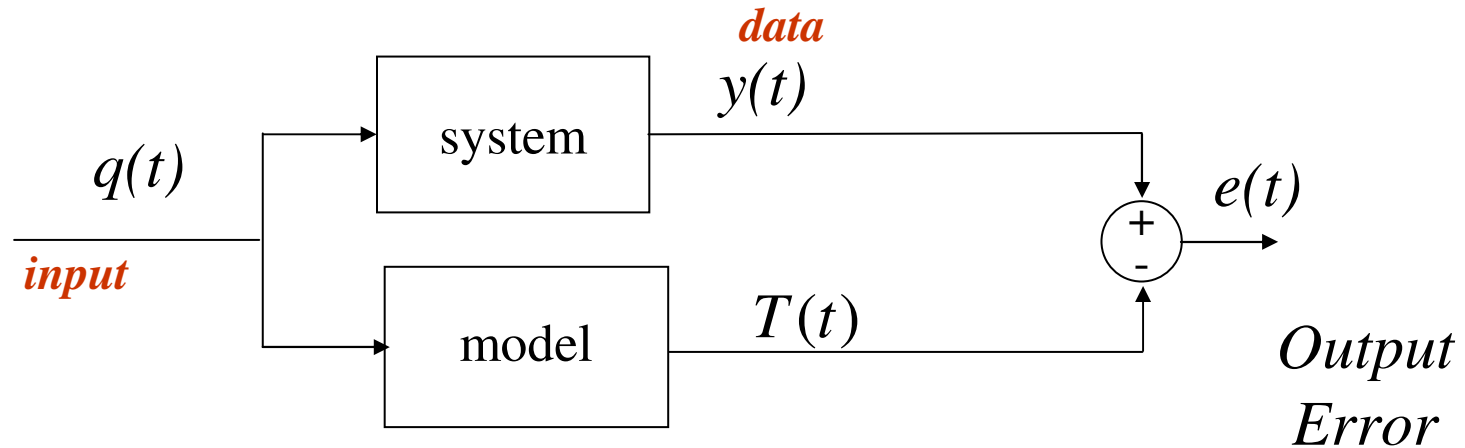 data
y(t)
system
q(t)
input
+
-
e(t)
model
T(t)
Output
Error